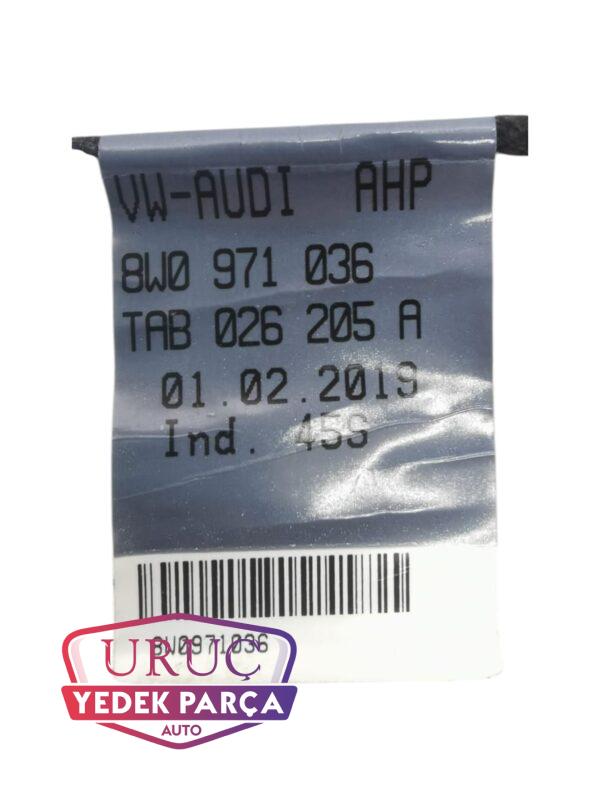 VW-AUDI AHP
8W0 971 036
TAB 026 205 A
01.02.2019
Ind. 45S
8W0971036
URUÇ
YEDEK PARÇA
AUTO